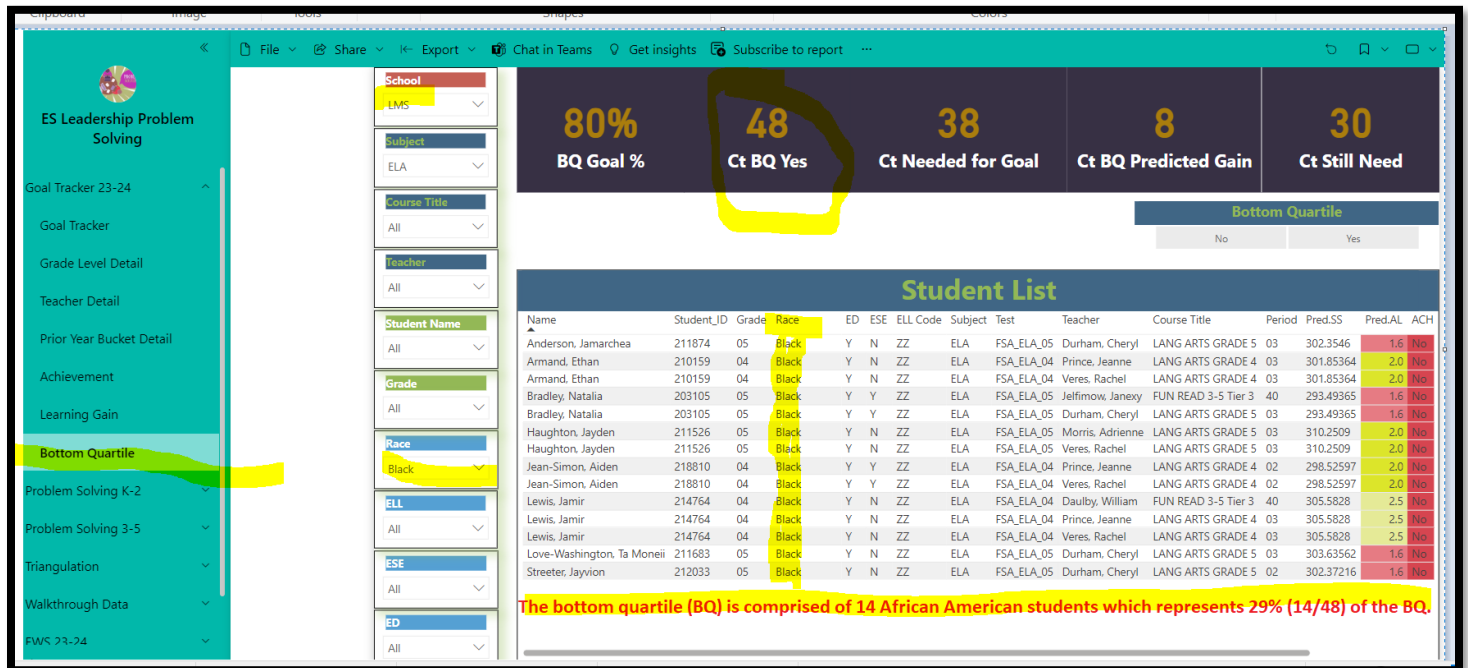 Clipboard Image Tools Shapes Colors
File Share Export Chat in Teams Get insights Subscribe to report ...
ES Leadership Problem
Solving
Goal Tracker 23-24
Goal Tracker
Grade Level Detail
Teacher Detail
Prior Year Bucket Detail
Achievement
Learning Gain
Bottom Quartile
Problem Solving K-2
Problem Solving 3-5
Triangulation
Walkthrough Data
EWS 23-24
School
LMS
Subject
ELA
Course Title
All
Teacher
All
Student Name
All
Grade
All
Race
Black
ELL
All
ESE
All
ED
All
80% 48 38 8 30
BQ Goal % Ct BQ Yes Ct Needed for Goal Ct BQ Predicted Gain Ct Still Need
Bottom Quartile
No Yes
Student List
Name Student_ID Grade Race ED ESE ELL Code Subject Test Teacher Course Title Period Pred.SS Pred.AL ACH
Anderson, Jamarchea 211874 05 Black Y N ZZ ELA FSA_ELA_05 Durham, Cheryl LANG ARTS GRADE 5 03 302.3546 1.6 No
Armand, Ethan 210159 04 Black Y N ZZ ELA FSA_ELA_04 Prince, Jeanne LANG ARTS GRADE 4 03 301.85364 2.0 No
Armand, Ethan 210159 04 Black Y N ZZ ELA FSA_ELA_04 Veres, Rachel LANG ARTS GRADE 4 03 301.85364 2.0 No
Bradley, Natalia 203105 05 Black Y Y ZZ ELA FSA_ELA_05 Jelfimow, Janexy FUN READ 3-5 Tier 3 40 293.49365 1.6 No
Bradley, Natalia 203105 05 Black Y Y ZZ ELA FSA_ELA_05 Durham, Cheryl LANG ARTS GRADE 5 03 293.49365 1.6 No
Haughton, Jayden 211526 05 Black Y N ZZ ELA FSA_ELA_05 Morris, Adrienne LANG ARTS GRADE 5 03 310.2509 2.0 No
Haughton, Jayden 211526 05 Black Y N ZZ ELA FSA_ELA_05 Veres, Rachel LANG ARTS GRADE 5 03 310.2509 2.0 No
Jean-Simon, Aiden 218810 04 Black Y Y ZZ ELA FSA_ELA_04 Prince, Jeanne LANG ARTS GRADE 4 02 298.52597 2.0 No
Jean-Simon, Aiden 218810 04 Black Y Y ZZ ELA FSA_ELA_04 Veres, Rachel LANG ARTS GRADE 4 02 298.52597 2.0 No
Lewis, Jamir 214764 04 Black Y N ZZ ELA FSA_ELA_04 Daulby, William FUN READ 3-5 Tier 3 40 305.5828 2.5 No
Lewis, Jamir 214764 04 Black Y N ZZ ELA FSA_ELA_04 Prince, Jeanne LANG ARTS GRADE 4 03 305.5828 2.5 No
Lewis, Jamir 214764 04 Black Y N ZZ ELA FSA_ELA_04 Veres, Rachel LANG ARTS GRADE 4 03 305.5828 2.5 No
Love-Washington, Ta Moneii 211683 05 Black Y N ZZ ELA FSA_ELA_05 Durham, Cheryl LANG ARTS GRADE 5 03 303.63562 1.6 No
Streeter, Jayvion 212033 05 Black Y N ZZ ELA FSA_ELA_05 Durham, Cheryl LANG ARTS GRADE 5 02 302.37216 1.6 No
The bottom quartile (BQ) is comprised of 14 African American students which represents 29% (14/48) of the BQ.